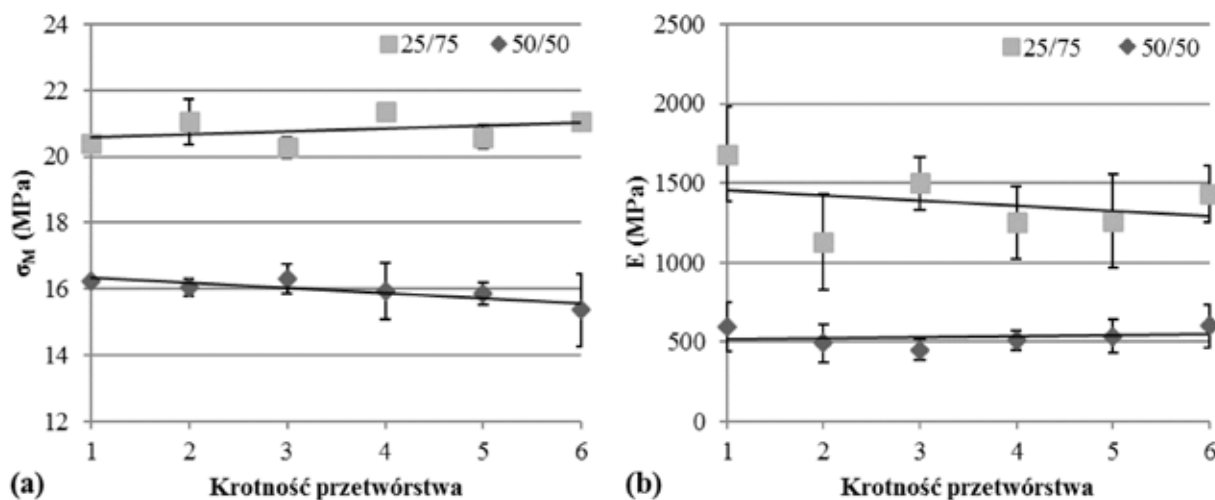 24
22
20
18
16
14
12
σM (MPa)
25/75
50/50
1 2 3 4 5 6
(a)
Krotność przetwórstwa
2500
2000
1500
1000
500
0
E (MPa)
25/75
50/50
1 2 3 4 5 6
(b)
Krotność przetwórstwa